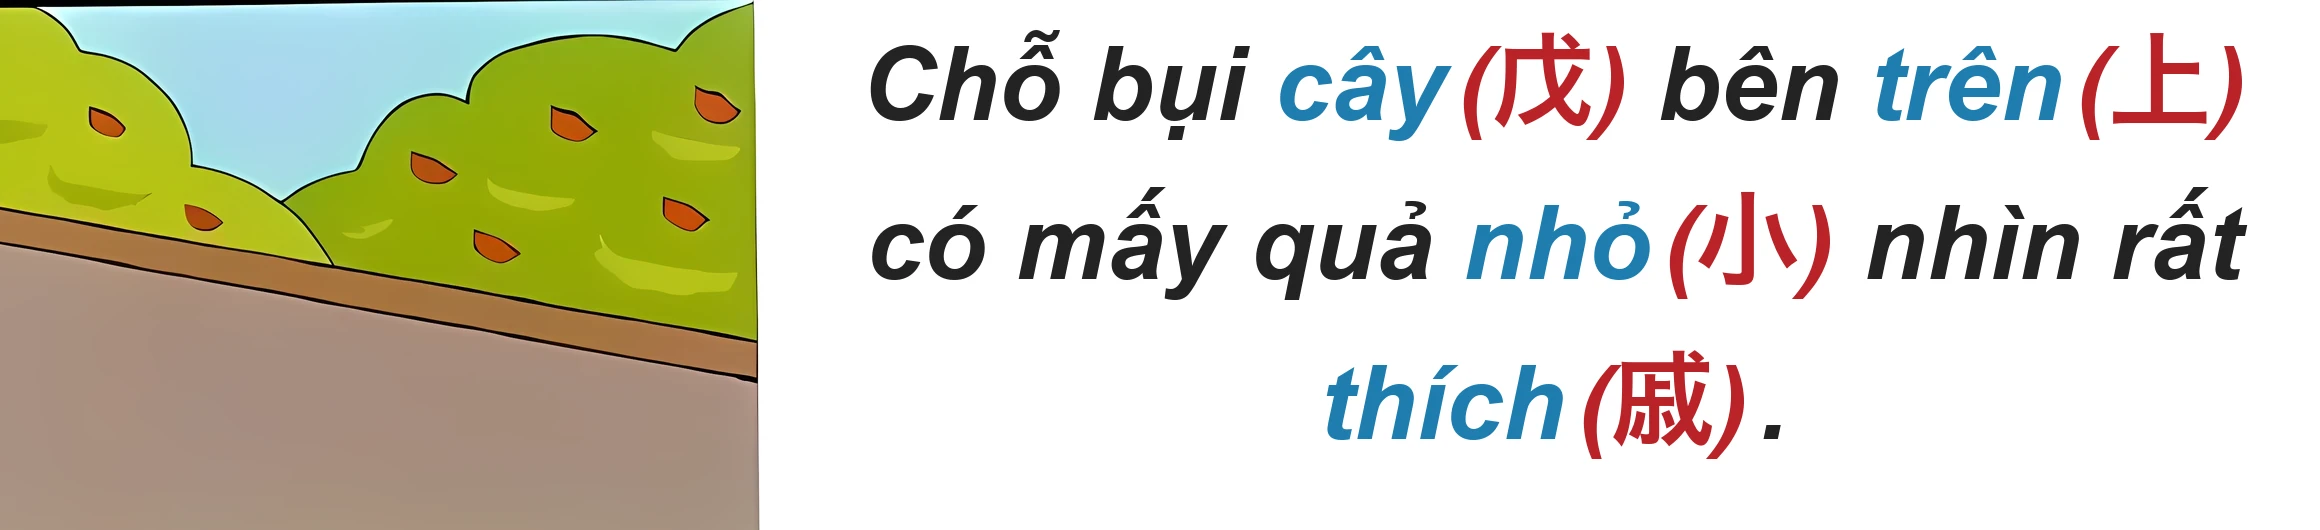 Chỗ bụi cây (戊) bên trên (上)
có mấy quả nhỏ (小) nhìn rất
thích (戚) .